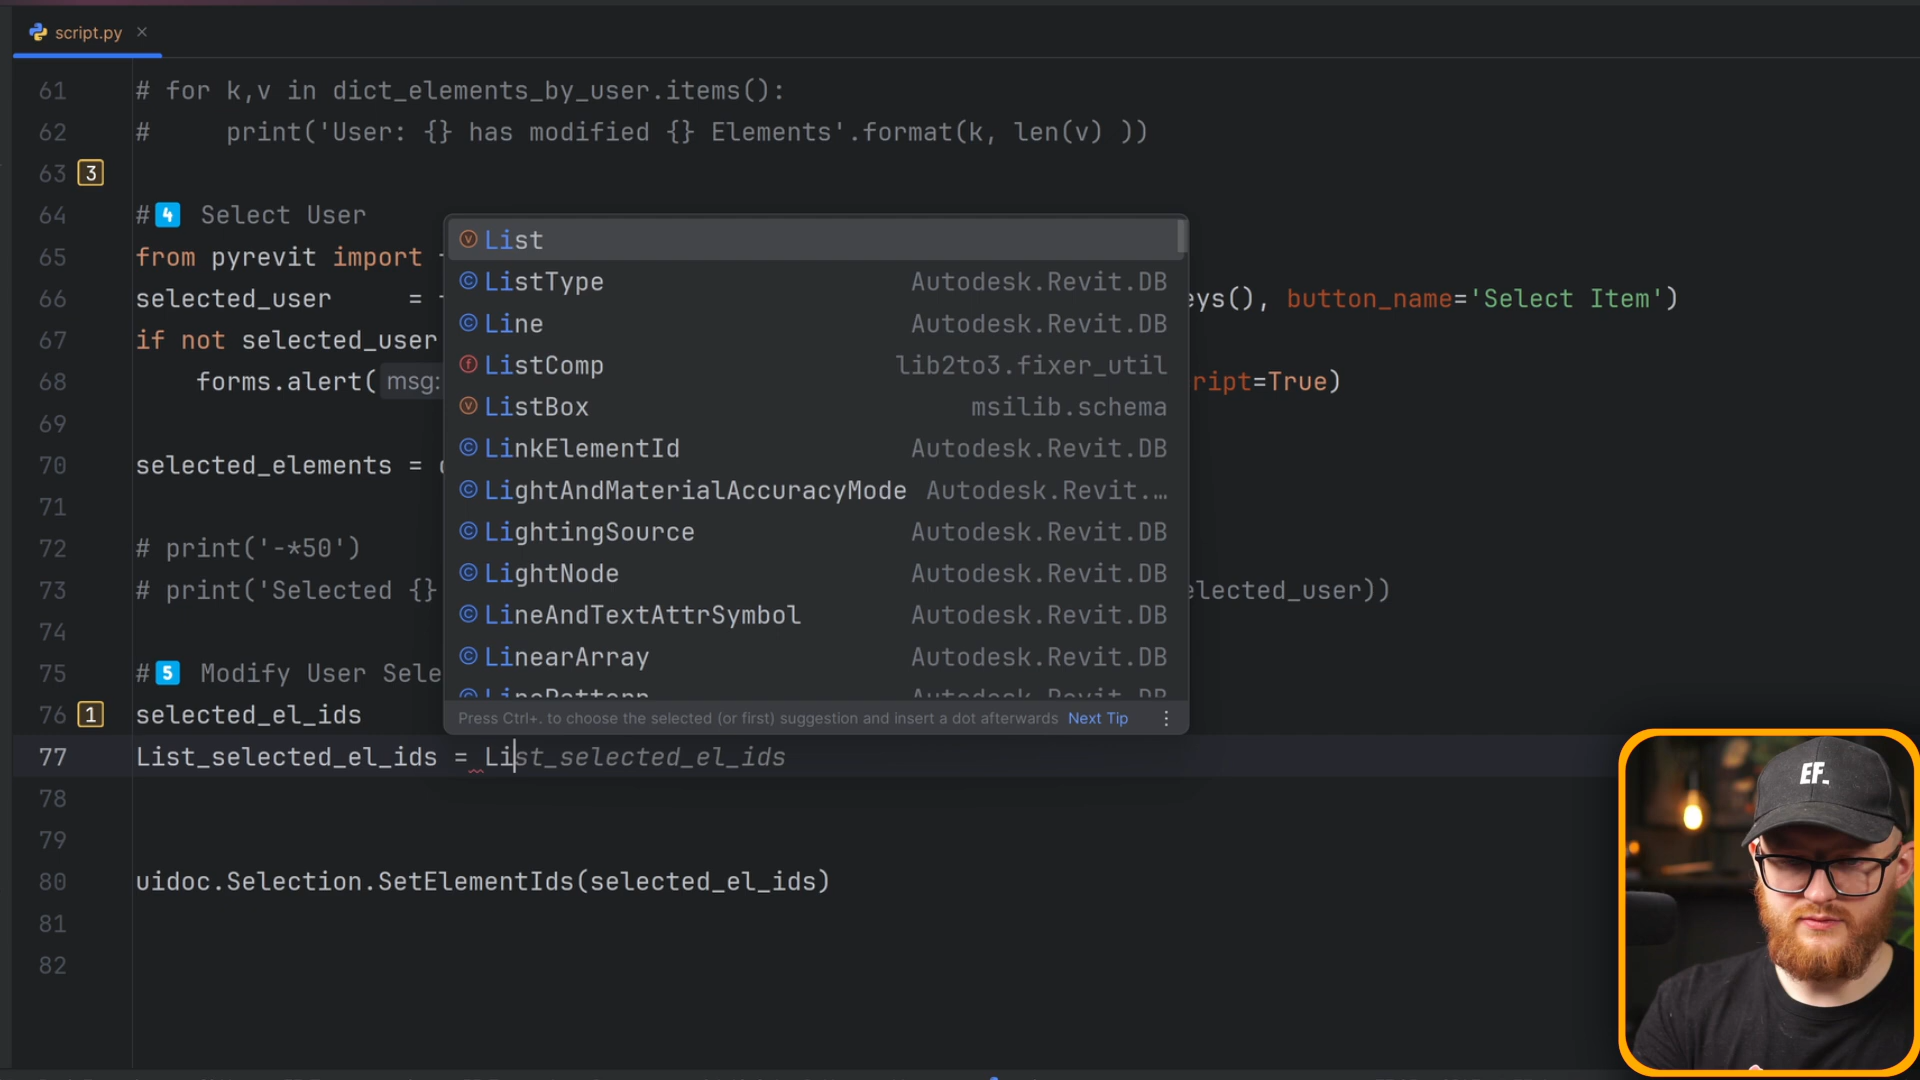 script.py
61 # for k,v in dict_elements_by_user.items():
62 # print('User: {} has modified {} Elements'.format(k, len(v) ))
63 3
64 #4 Select User
65 from pyrevit import
66 selected_user = eys(), button_name='Select Item')
67 if not selected_user
68 forms.alert( msg: ript=True)
69
70 selected_elements =
71
72 # print('-*50')
73 # print('Selected {} elected_user))
74
75 #5 Modify User Sele
76 1 selected_el_ids
77 List_selected_el_ids = List_selected_el_ids
78
79
80 uidoc.Selection.SetElementIds(selected_el_ids)
81
82
List
ListType Autodesk.Revit.DB
Line Autodesk.Revit.DB
ListComp lib2to3.fixer_util
ListBox msilib.schema
LinkElementId Autodesk.Revit.DB
LightAndMaterialAccuracyMode Autodesk.Revit.…
LightingSource Autodesk.Revit.DB
LightNode Autodesk.Revit.DB
LineAndTextAttrSymbol Autodesk.Revit.DB
LinearArray Autodesk.Revit.DB
LinePattern Autodesk.Revit.DB
Press Ctrl+. to choose the selected (or first) suggestion and insert a dot afterwards Next Tip
EF_